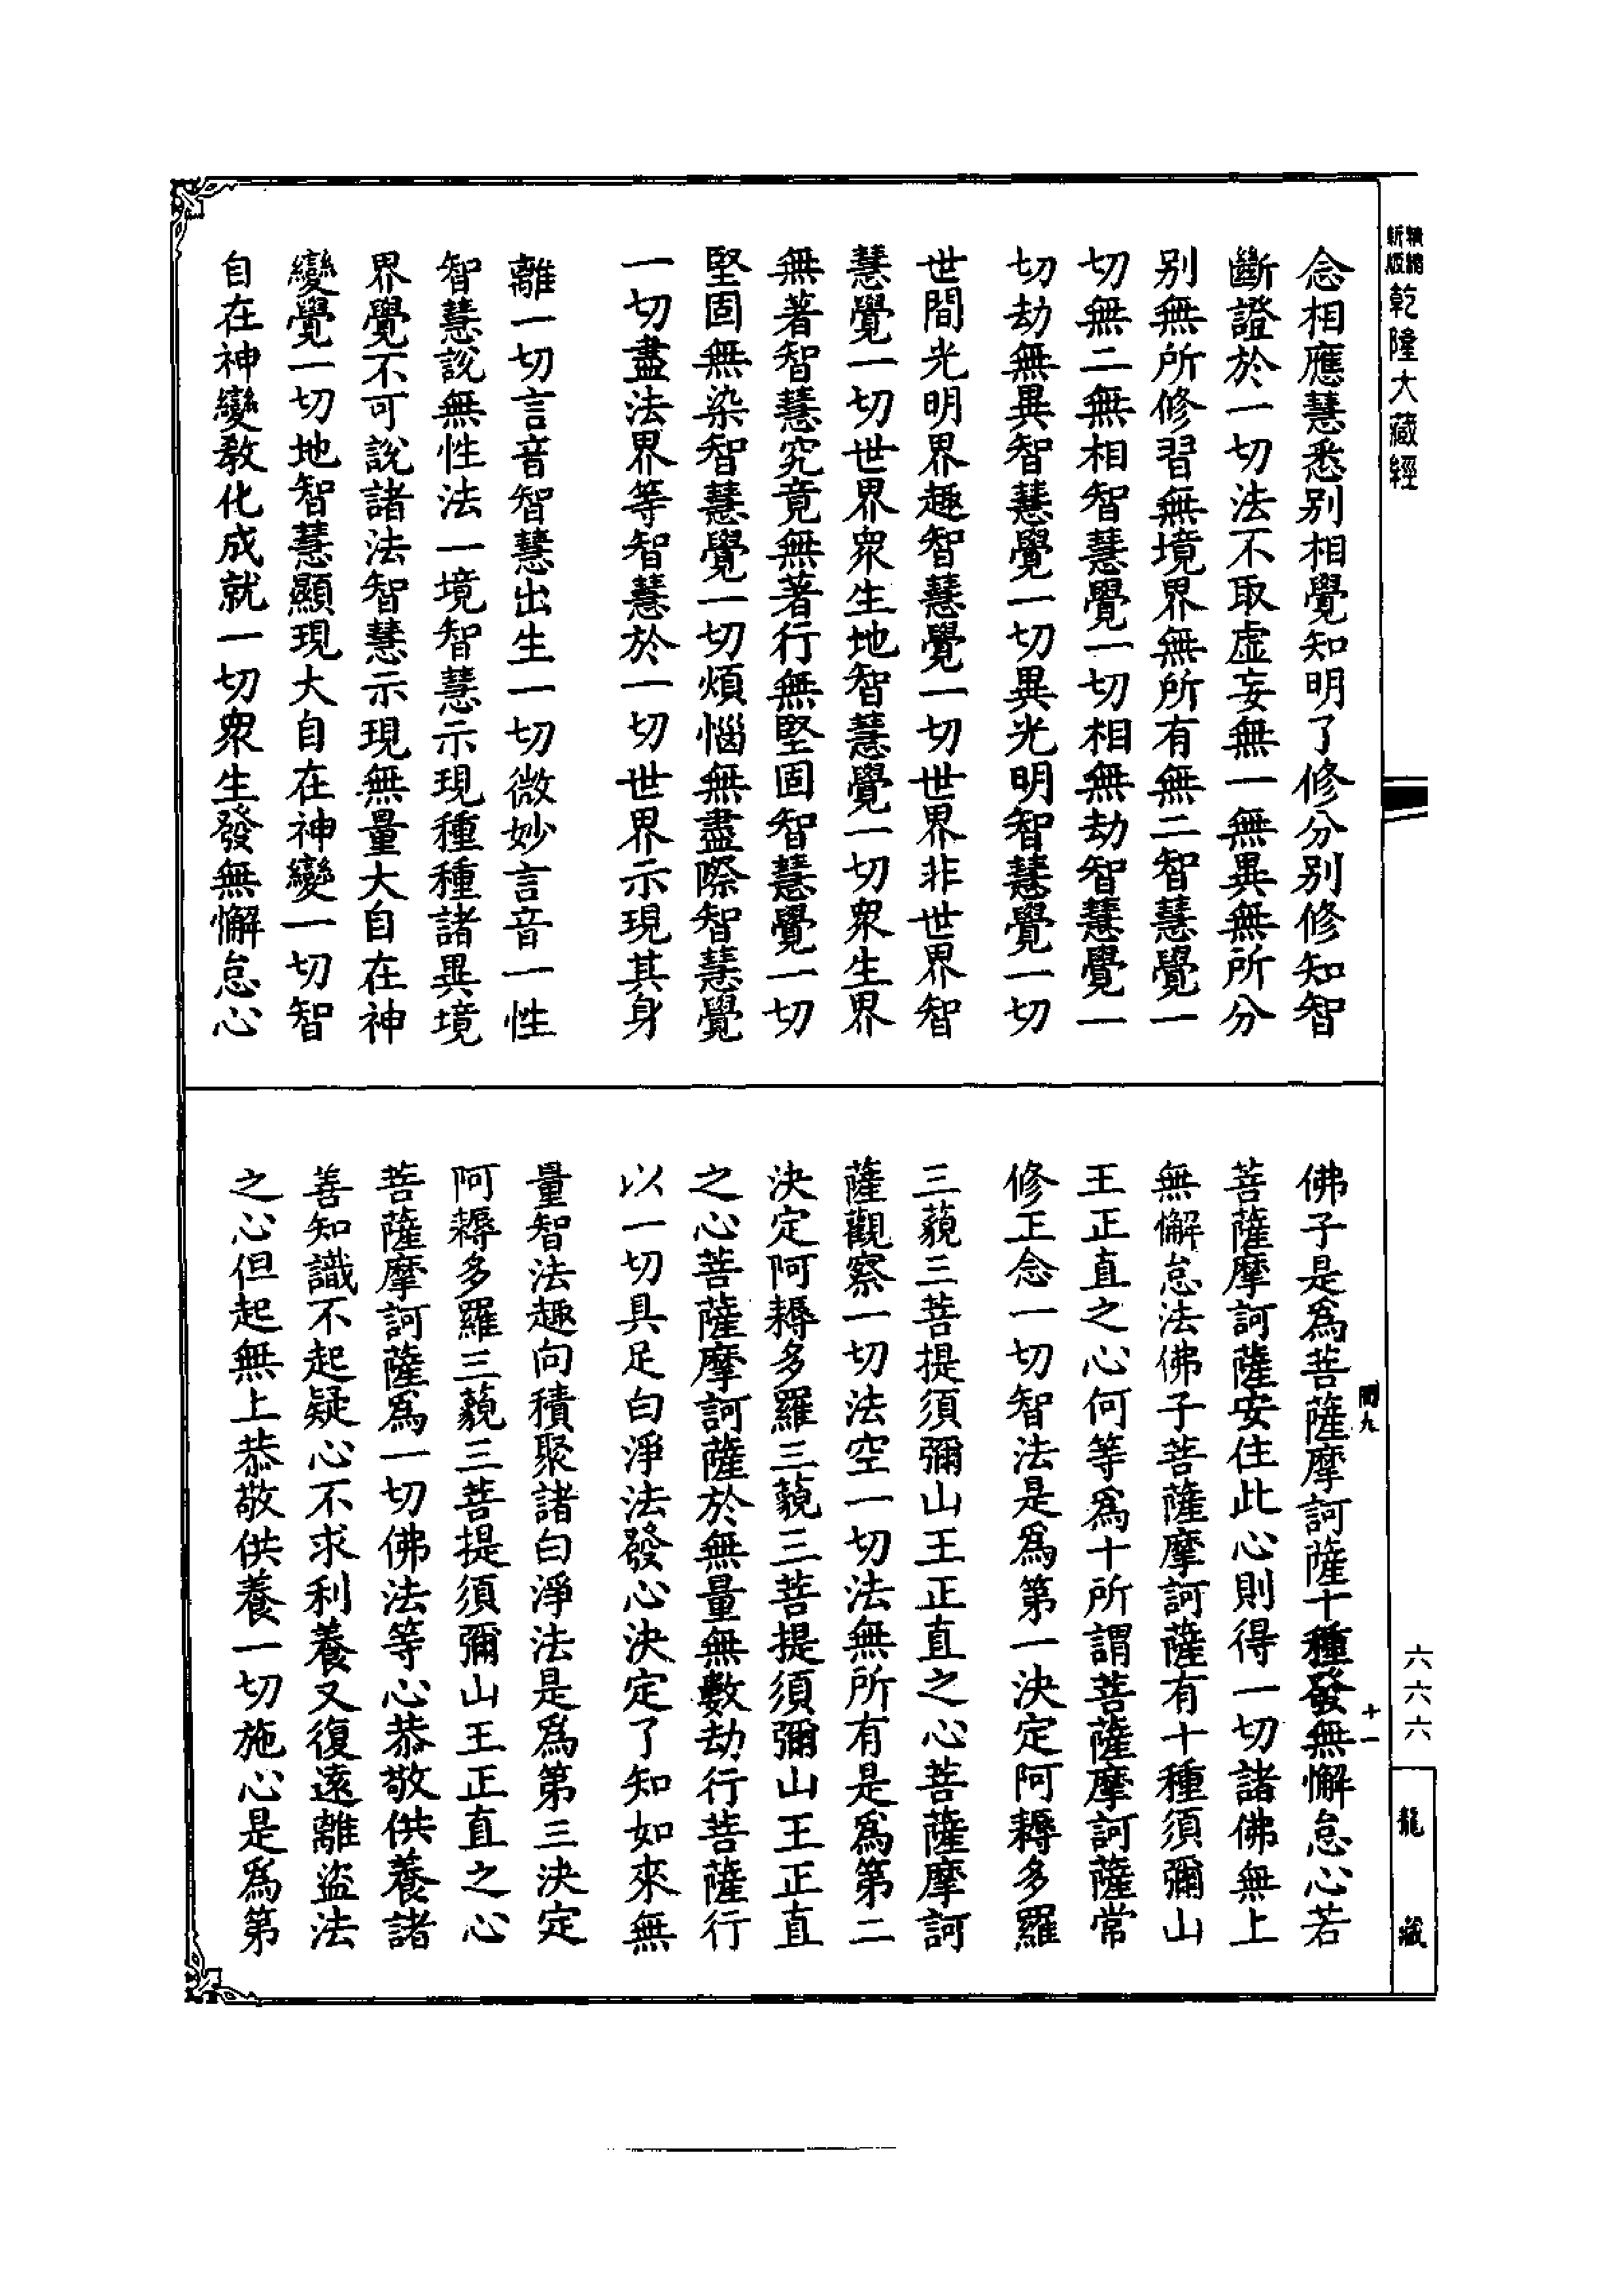 精縮
新版
乾隆大藏經
念相應慧悉别相覺知明了修分别修知智
斷證於一切法不取虛妄無一無異無所分
别無所修習無境界無所有無二智慧覺一
切無二無相智慧覺一切相無劫智慧覺一
切劫無異智慧覺一切異光明智慧覺一切
世間光明界趣智慧覺一切世界非世界智
慧覺一切世界衆生地智慧覺一切衆生界
無著智慧究竟無著行無堅固智慧覺一切
堅固無染智慧覺一切煩惱無盡際智慧覺
一切盡法界等智慧於一切世界示現其身
離一切言音智慧出生一切微妙言音一性
智慧說無性法一境智慧示現種種諸異境
界覺不可說諸法智慧示現無量大自在神
變覺一切地智慧顯現大自在神變一切智
自在神變教化成就一切衆生發無懈怠心
六六六
龍藏
十一
佛子是爲菩薩摩訶薩十種發無懈怠心若
菩薩摩訶薩安住此心則得一切諸佛無上
無懈怠法佛子菩薩摩訶薩有十種須彌山
王正直之心何等爲十所謂菩薩摩訶薩常
修正念一切智法是爲第一決定阿耨多羅
三藐三菩提須彌山王正直之心菩薩摩訶
薩觀察一切法空一切法無所有是爲第二
決定阿耨多羅三藐三菩提須彌山王正直
之心菩薩摩訶薩於無量無數劫行菩薩行
以一切具足白淨法發心決定了知如來無
量智法趣向積聚諸白淨法是爲第三決定
阿耨多羅三藐三菩提須彌山王正直之心
菩薩摩訶薩爲一切佛法等心恭敬供養諸
善知識不起疑心不求利養又復遠離盜法
之心但起無上恭敬供養一切施心是爲第